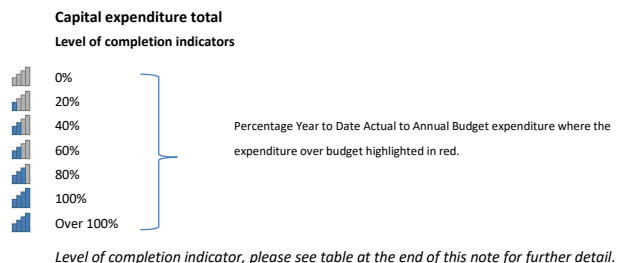 Capital expenditure total
Level of completion indicators
0%
20%
40%
60%
80%
100%
Over 100%
Percentage Year to Date Actual to Annual Budget expenditure where the
expenditure over budget highlighted in red.
Level of completion indicator, please see table at the end of this note for further detail.